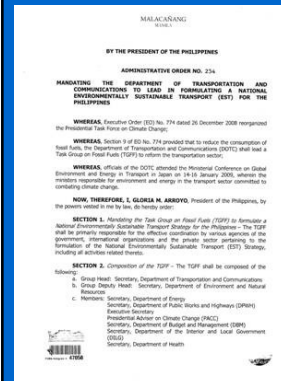 MALACAÑANG
MANILA
BY THE PRESIDENT OF THE PHILIPPINES
ADMINISTRATIVE ORDER NO. 254
MANDATING THE DEPARTMENT OF TRANSPORTATION AND
COMMUNICATIONS TO LEAD IN FORMULATING A NATIONAL
ENVIRONMENTALLY SUSTAINABLE TRANSPORT (EST) FOR THE
PHILIPPINES
WHEREAS, Executive Order (EO) No. 774 dated 26 December 2008 reorganized
the Presidential Task Force on Climate Change;
WHEREAS, Section 9 of EO No. 774 provided that to reduce the consumption of
fossil fuels, the Department of Transportation and Communications (DOTC) shall lead a
Task Group on Fossil Fuels (TGFF) to reform the transportation sector;
WHEREAS, officials of the DOTC attended the Ministerial Conference on Global
Environment and Energy in Transport in Japan on 14-16 January 2009, wherein the
ministers responsible for environment and energy in the transport sector committed to
combating climate change.
NOW, THEREFORE, I, GLORIA M. ARROYO, President of the Philippines, by
the powers vested in me by law, do hereby order:
SECTION 1. Mandating the Task Group on Fossil Fuels (TGFF) to formulate a
National Environmentally Sustainable Transport Strategy for the Philippines – The TGFF
shall be primarily responsible for the effective coordination by various agencies of the
government, international organizations and the private sector pertaining to the
formulation of the National Environmentally Sustainable Transport (EST) Strategy,
including all activities related thereto.
SECTION 2. Composition of the TGFF - The TGFF shall be composed of the
following:
a. Group Head: Secretary, Department of Transportation and Communications
b. Group Deputy Head: Secretary, Department of Environment and Natural
Resources
c. Members: Secretary, Department of Energy
Secretary, Department of Public Works and Highways (DPWH)
Executive Secretary
Presidential Adviser on Climate Change (PACC)
Secretary, Department of Budget and Management (DBM)
Secretary, Department of the Interior and Local Government
(DILG)
Secretary, Department of Health